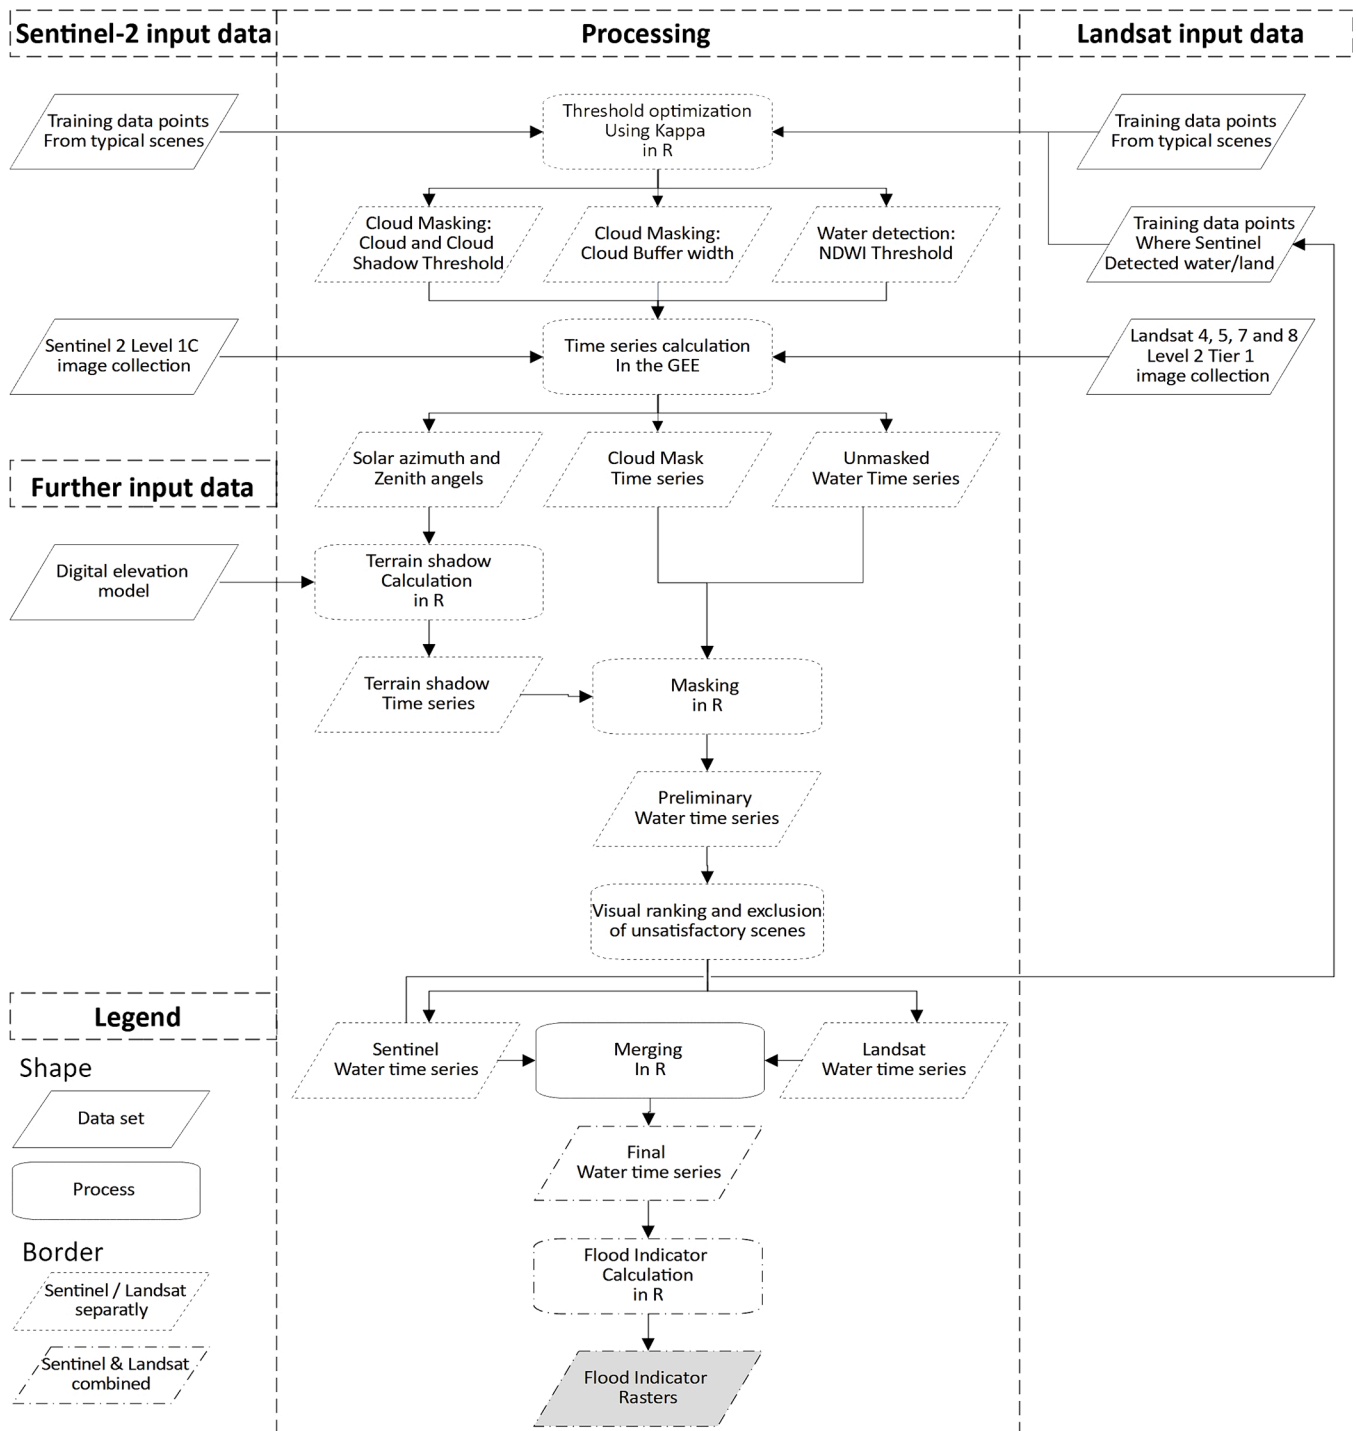 Sentinel-2 input data
Processing
Landsat input data
Training data points
From typical scenes
Threshold optimization
Using Kappa
in R
Training data points
From typical scenes
Cloud Masking:
Cloud and Cloud
Shadow Threshold
Cloud Masking:
Cloud Buffer width
Water detection:
NDWI Threshold
Training data points
Where Sentinel
Detected water/land
Sentinel 2 Level 1C
image collection
Time series calculation
In the GEE
Landsat 4, 5, 7 and 8
Level 2 Tier 1
image collection
Solar azimuth and
Zenith angels
Cloud Mask
Time series
Unmasked
Water Time series
Further input data
Digital elevation
model
Terrain shadow
Calculation
in R
Terrain shadow
Time series
Masking
in R
Preliminary
Water time series
Visual ranking and exclusion
of unsatisfactory scenes
Sentinel
Water time series
Merging
In R
Landsat
Water time series
Final
Water time series
Flood Indicator
Calculation
in R
Flood Indicator
Rasters
Legend
Shape
Data set
Process
Border
Sentinel / Landsat
separatly
Sentinel & Landsat
combined